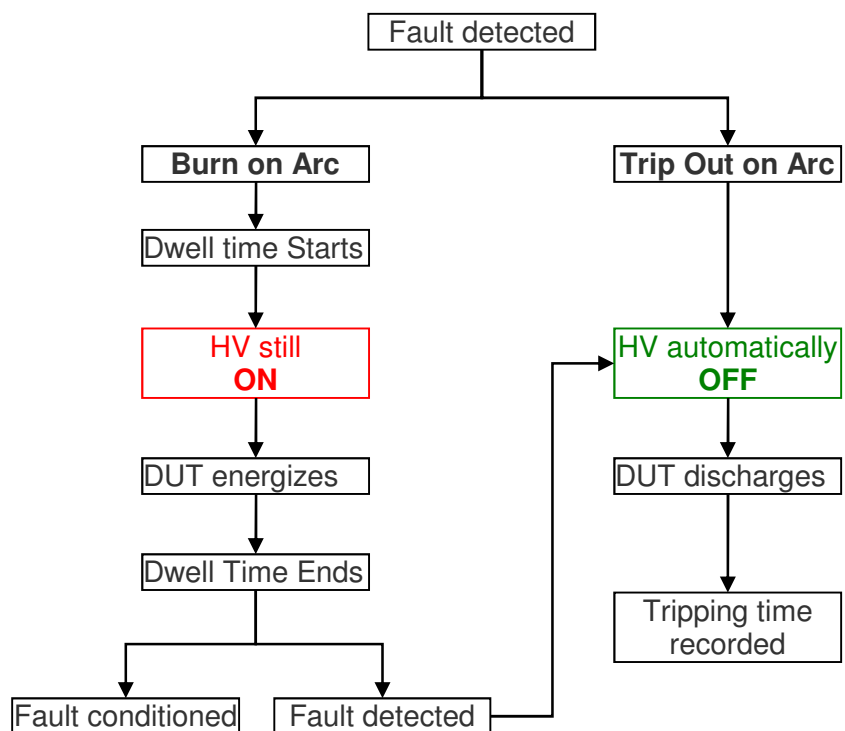 Fault detected
Burn on Arc
Trip Out on Arc
Dwell time Starts
HV still
ON
HV automatically
OFF
DUT energizes
DUT discharges
Dwell Time Ends
Tripping time
recorded
Fault conditioned
Fault detected